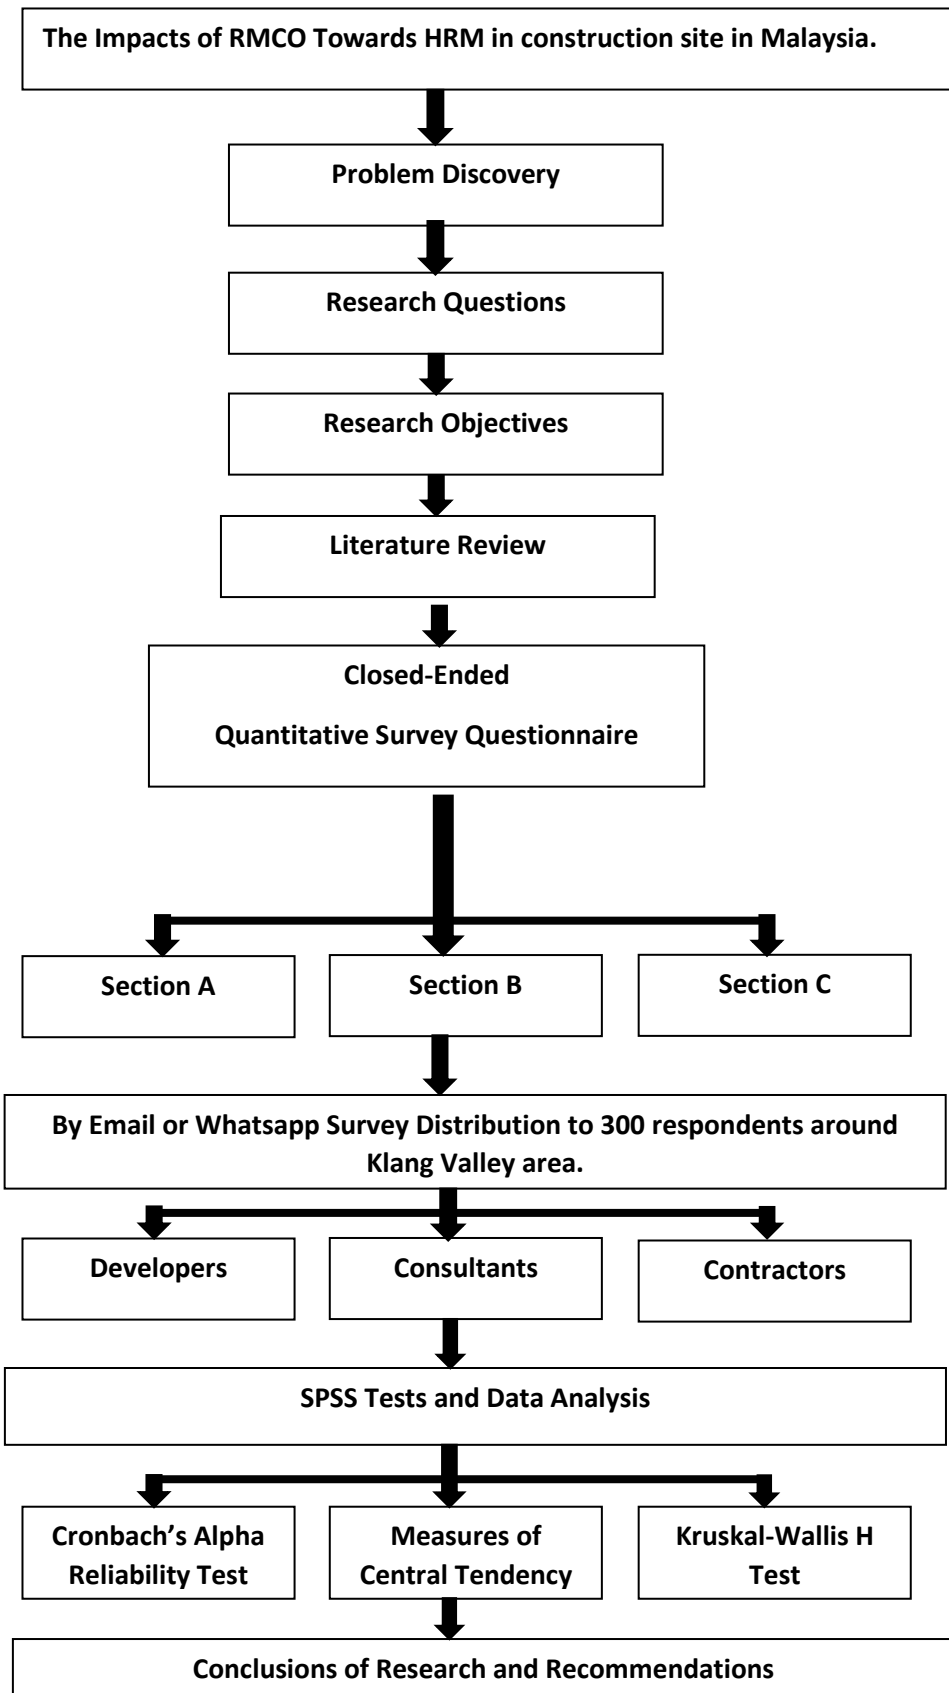 The Impacts of RMCO Towards HRM in construction site in Malaysia.
Problem Discovery
Research Questions
Research Objectives
Literature Review
Closed-Ended
Quantitative Survey Questionnaire
Section A
Section B
Section C
By Email or Whatsapp Survey Distribution to 300 respondents around
Klang Valley area.
Developers
Consultants
Contractors
SPSS Tests and Data Analysis
Cronbach’s Alpha
Reliability Test
Measures of
Central Tendency
Kruskal-Wallis H
Test
Conclusions of Research and Recommendations